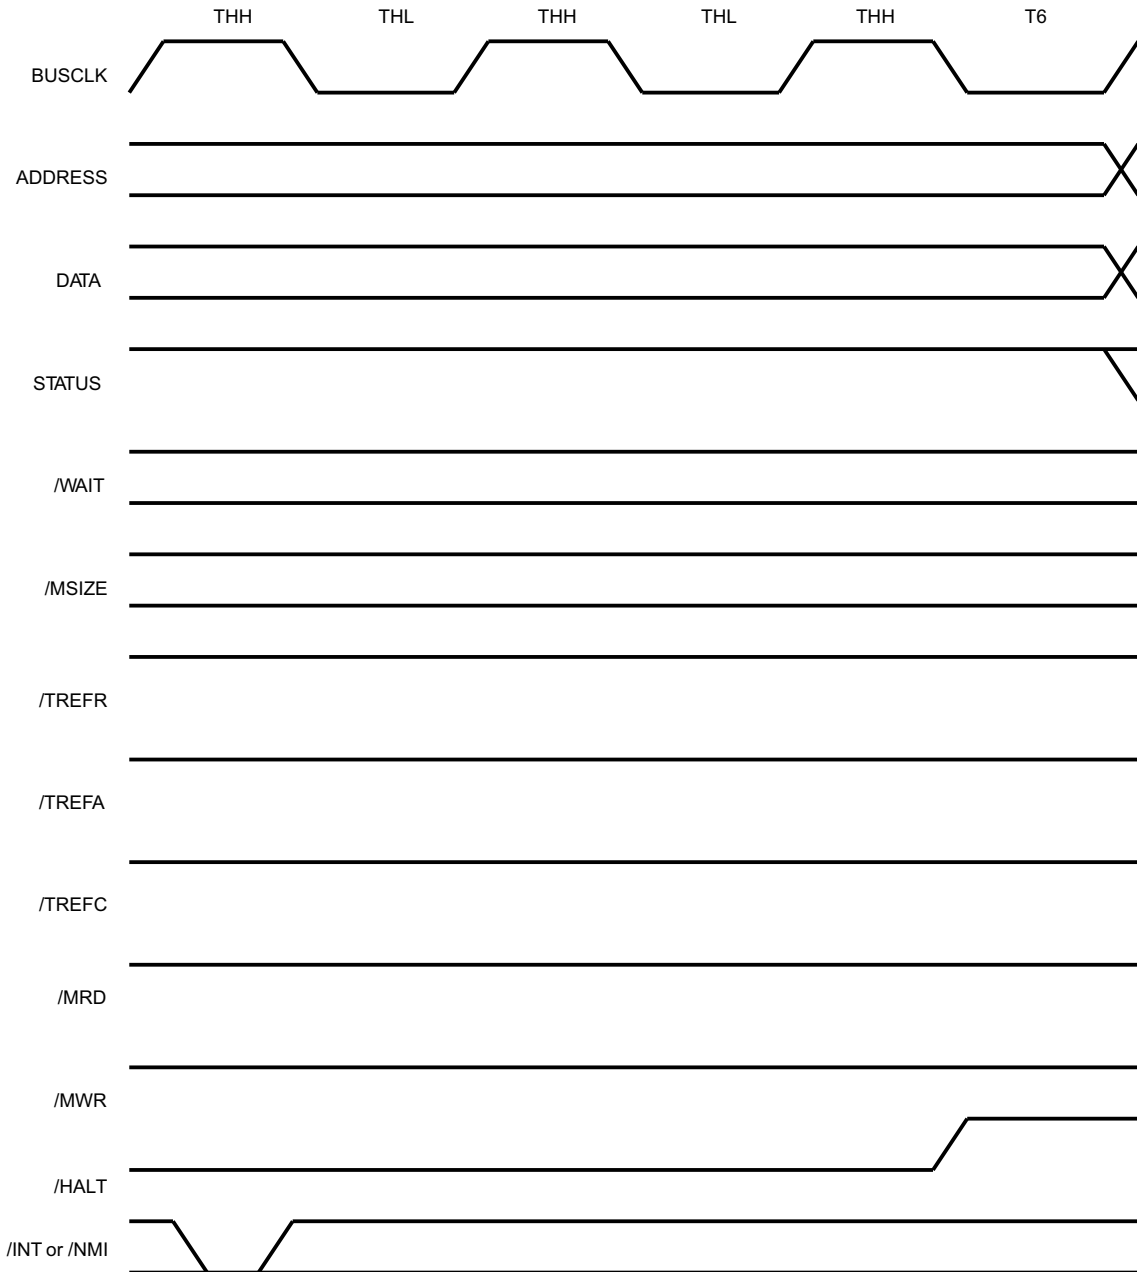 THH THL THH THL THH T6
BUSCLK
ADDRESS
DATA
STATUS
/WAIT
/MSIZE
/TREFR
/TREFA
/TREFC
/MRD
/MWR
/HALT
/INT or /NMI